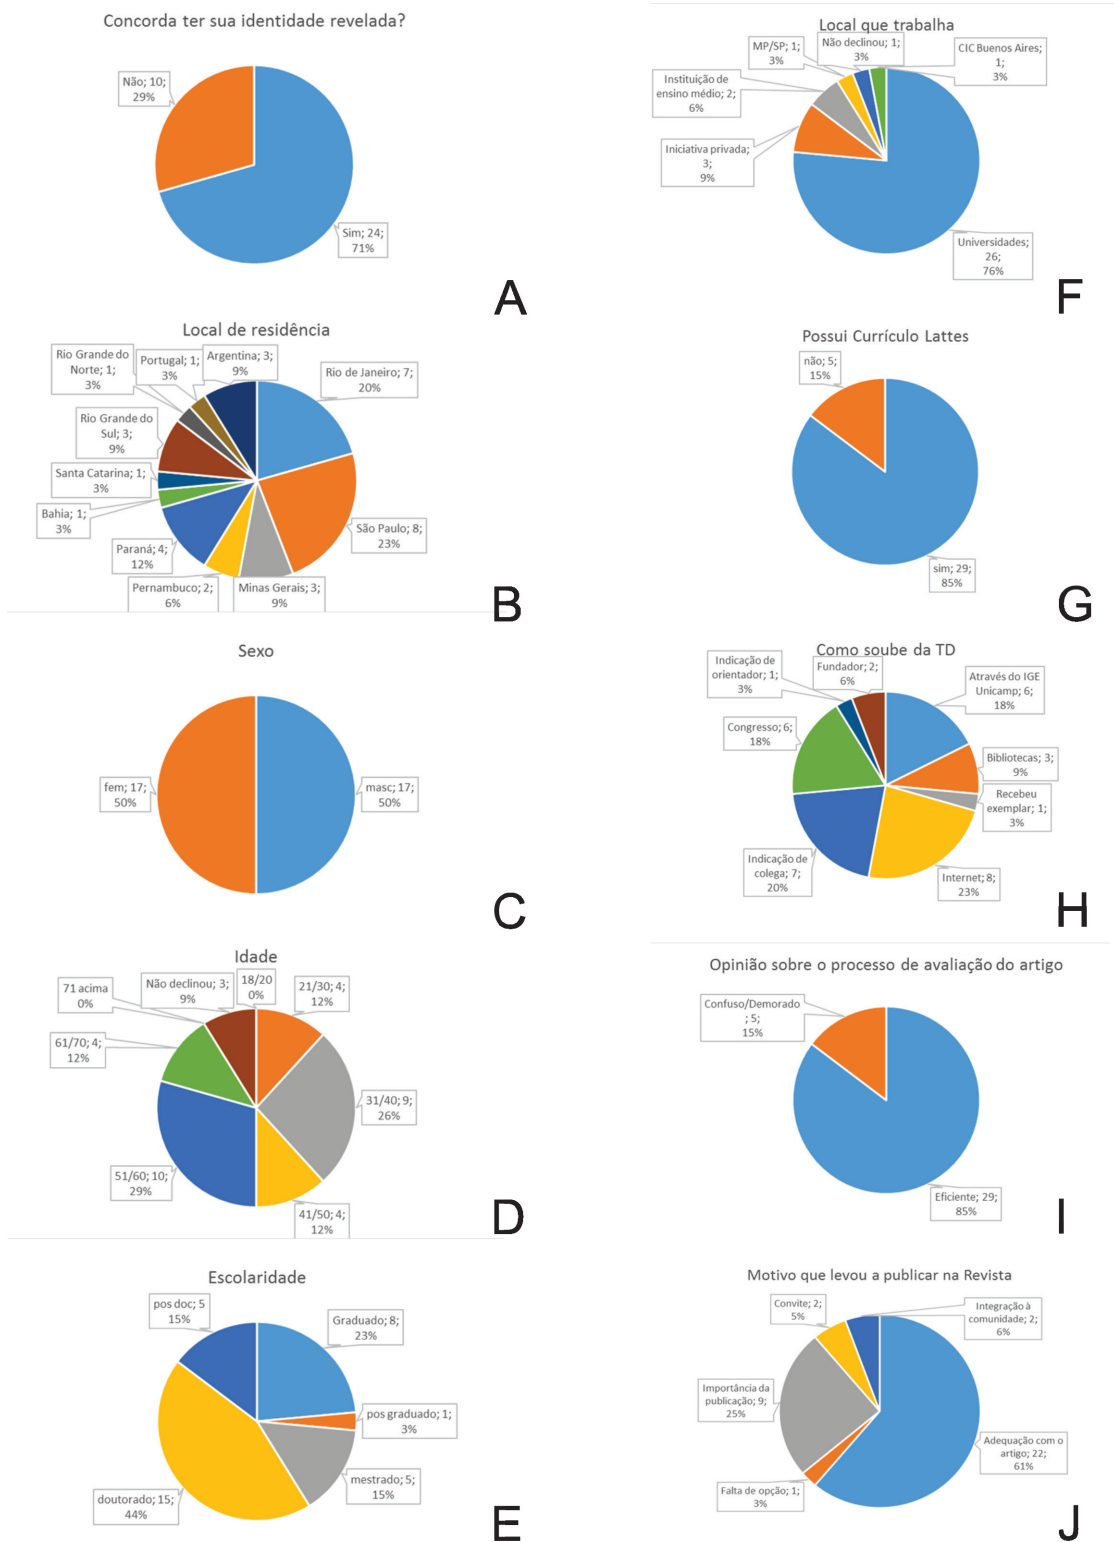 Concorda ter sua identidade revelada?
Não; 10;
29%
Sim; 24;
71%
A
Local de residência
Rio Grande do
Norte; 1;
3%
Portugal; 1;
3%
Argentina; 3;
9%
Rio de Janeiro; 7;
20%
Rio Grande do
Sul; 3;
9%
Santa Catarina; 1;
3%
Bahia; 1;
3%
Paraná; 4;
12%
Pernambuco; 2;
6%
Minas Gerais; 3;
9%
São Paulo; 8;
23%
B
Sexo
fem; 17;
50%
masc; 17;
50%
C
Idade
71 acima
0%
Não declinou; 3;
9%
18/20
0%
21/30; 4;
12%
61/70; 4;
12%
31/40; 9;
26%
51/60; 10;
29%
41/50; 4;
12%
D
Escolaridade
pos doc; 5
15%
Graduado; 8;
23%
pos graduado; 1;
3%
mestrado; 5;
15%
doutorado; 15;
44%
E
Local que trabalha
MP/SP; 1;
3%
Não declinou; 1;
3%
CIC Buenos Aires;
1;
3%
Instituição de
ensino médio; 2;
6%
Iniciativa privada;
3;
9%
Universidades;
26;
76%
F
Possui Currículo Lattes
não; 5;
15%
sim; 29;
85%
G
Como soube da TD
Indicação de
orientador; 1;
3%
Fundador; 2;
6%
Através do IGE
Unicamp; 6;
18%
Congresso; 6;
18%
Bibliotecas; 3;
9%
Recebeu
exemplar; 1;
3%
Indicação de
colega; 7;
20%
Internet; 8;
23%
H
Opinião sobre o processo de avaliação do artigo
Confuso/Demorado
; 5;
15%
Eficiente; 29;
85%
I
Motivo que levou a publicar na Revista
Convite; 2;
5%
Integração à
comunidade; 2;
6%
Importância da
publicação; 9;
25%
Adequação com o
artigo; 22;
61%
Falta de opção; 1;
3%
J